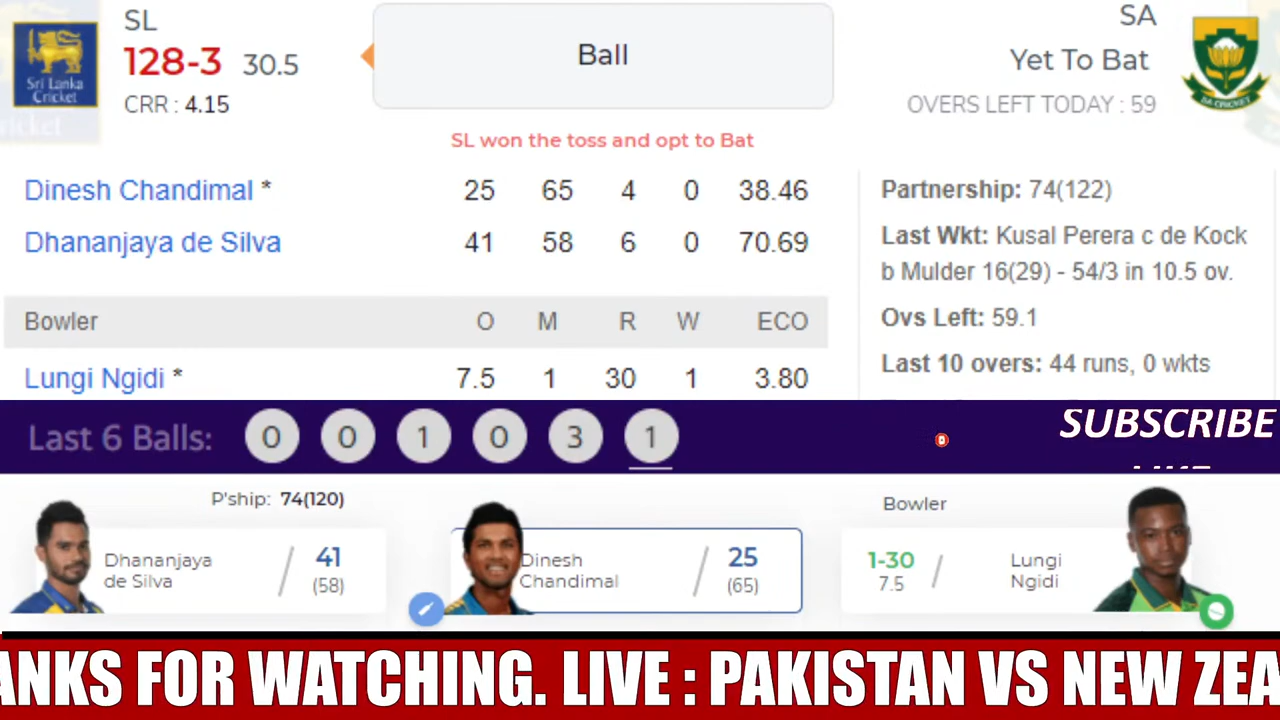 SL
128-3 30.5
CRR : 4.15
Sri Lanka
Cricket
Ball
SA
Yet To Bat
OVERS LEFT TODAY : 59
SA CRICKET
SL won the toss and opt to Bat
Dinesh Chandimal * 25 65 4 0 38.46
Dhananjaya de Silva 41 58 6 0 70.69
Bowler O M R W ECO
Lungi Ngidi * 7.5 1 30 1 3.80
Partnership: 74(122)
Last Wkt: Kusal Perera c de Kock
b Mulder 16(29) - 54/3 in 10.5 ov.
Ovs Left: 59.1
Last 10 overs: 44 runs, 0 wkts
Last 6 Balls: 0 0 1 0 3 1
SUBSCRIBE
P'ship: 74(120)
Dhananjaya
de Silva
41
(58)
Dinesh
Chandimal
25
(65)
Bowler
1-30
7.5
Lungi
Ngidi
ANKS FOR WATCHING. LIVE : PAKISTAN VS NEW ZEA